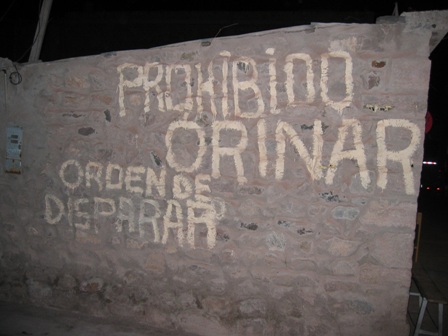 PROHIBIDO
ORINAR
ORDEN DE
DISPARAR